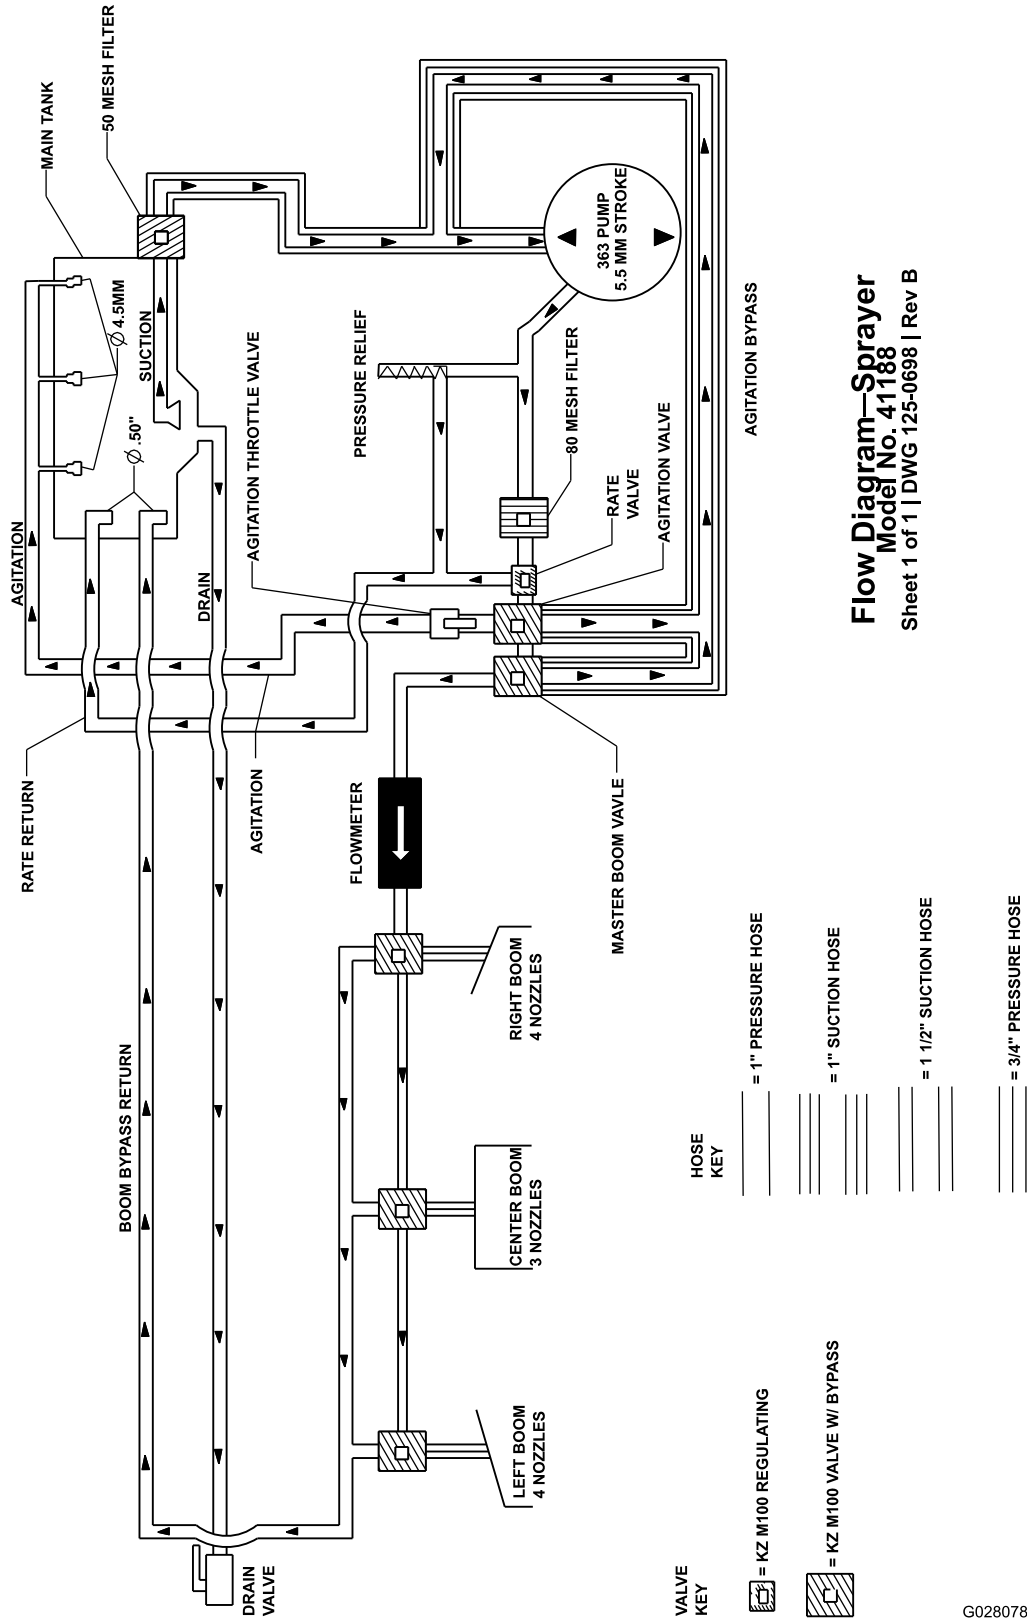 50 MESH FILTER
MAIN TANK
⌀ 4.5MM
SUCTION
⌀ .50"
AGITATION
DRAIN
AGITATION THROTTLE VALVE
PRESSURE RELIEF
363 PUMP
5.5 MM STROKE
80 MESH FILTER
RATE
VALVE
AGITATION VALVE
AGITATION BYPASS
RATE RETURN
AGITATION
FLOWMETER
MASTER BOOM VAVLE
BOOM BYPASS RETURN
RIGHT BOOM
4 NOZZLES
CENTER BOOM
3 NOZZLES
LEFT BOOM
4 NOZZLES
DRAIN
VALVE
HOSE
KEY
= 1" PRESSURE HOSE
= 1" SUCTION HOSE
= 1 1/2" SUCTION HOSE
= 3/4" PRESSURE HOSE
VALVE
KEY
= KZ M100 REGULATING
= KZ M100 VALVE W/ BYPASS
Flow Diagram—Sprayer
Model No. 41188
Sheet 1 of 1 | DWG 125-0698 | Rev B
G028078